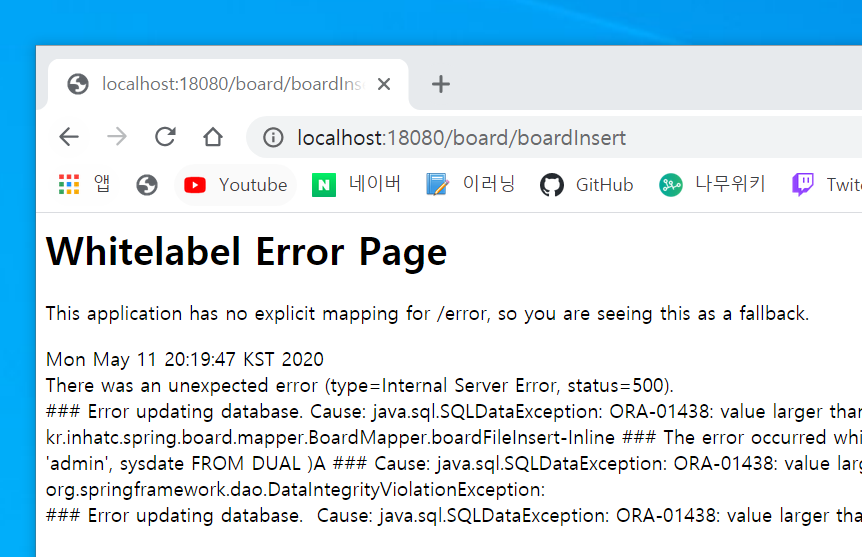 localhost:18080/board/boardIns
localhost:18080/board/boardInsert
앱 Youtube 네이버 이러닝 GitHub 나무위키 Twit
Whitelabel Error Page
This application has no explicit mapping for /error, so you are seeing this as a fallback.
Mon May 11 20:19:47 KST 2020
There was an unexpected error (type=Internal Server Error, status=500).
### Error updating database. Cause: java.sql.SQLDataException: ORA-01438: value larger than
kr.inhatc.spring.board.mapper.BoardMapper.boardFileInsert-Inline ### The error occurred whi
'admin', sysdate FROM DUAL )A ### Cause: java.sql.SQLDataException: ORA-01438: value larg
org.springframework.dao.DataIntegrityViolationException:
### Error updating database. Cause: java.sql.SQLDataException: ORA-01438: value larger tha